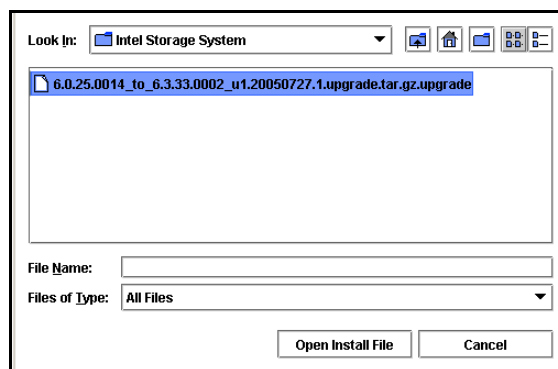 Look In: Intel Storage System
6.0.25.0014_to_6.3.33.0002_u1.20050727.1.upgrade.tar.gz.upgrade
File Name:
Files of Type: All Files
Open Install File Cancel